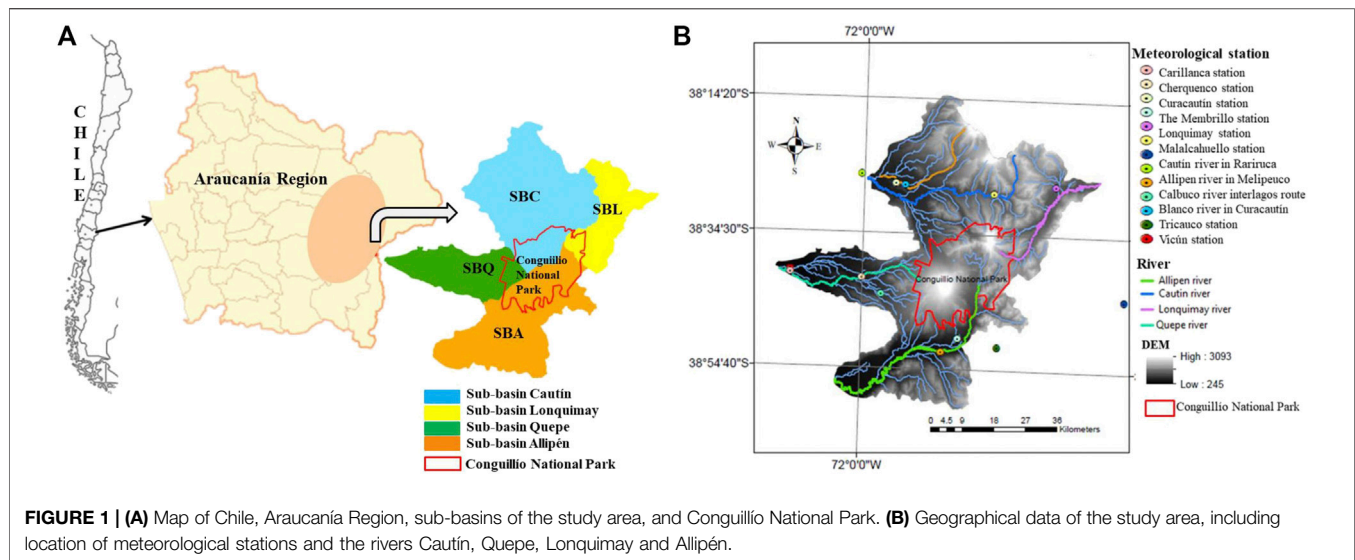 A
CHILE
Araucanía Region
SBC
SBL
SBQ
Conguillío
National
Park
SBA
Sub-basin Cautín
Sub-basin Lonquimay
Sub-basin Quepe
Sub-basin Allipén
Conguillío National Park
B
72°0'0"W
38°14'20"S
38°34'30"S
38°54'40"S
72°0'0"W
N
W E
S
Conguillio National Park
0 4.5 9 18 27 36
Kilometers
Meteorological station
Carillanca station
Cherquenco station
Curacautín station
The Membrillo station
Lonquimay station
Malalcahuello station
Cautín river in Rariruca
Allipen river in Melipeuco
Calbuco river interlagos route
Blanco river in Curacautín
Tricauco station
Vicún station
River
Allipen river
Cautin river
Lonquimay river
Quepe river
DEM
High : 3093
Low : 245
Conguillío National Park
FIGURE 1 | (A) Map of Chile, Araucanía Region, sub-basins of the study area, and Conguillío National Park. (B) Geographical data of the study area, including
location of meteorological stations and the rivers Cautín, Quepe, Lonquimay and Allipén.